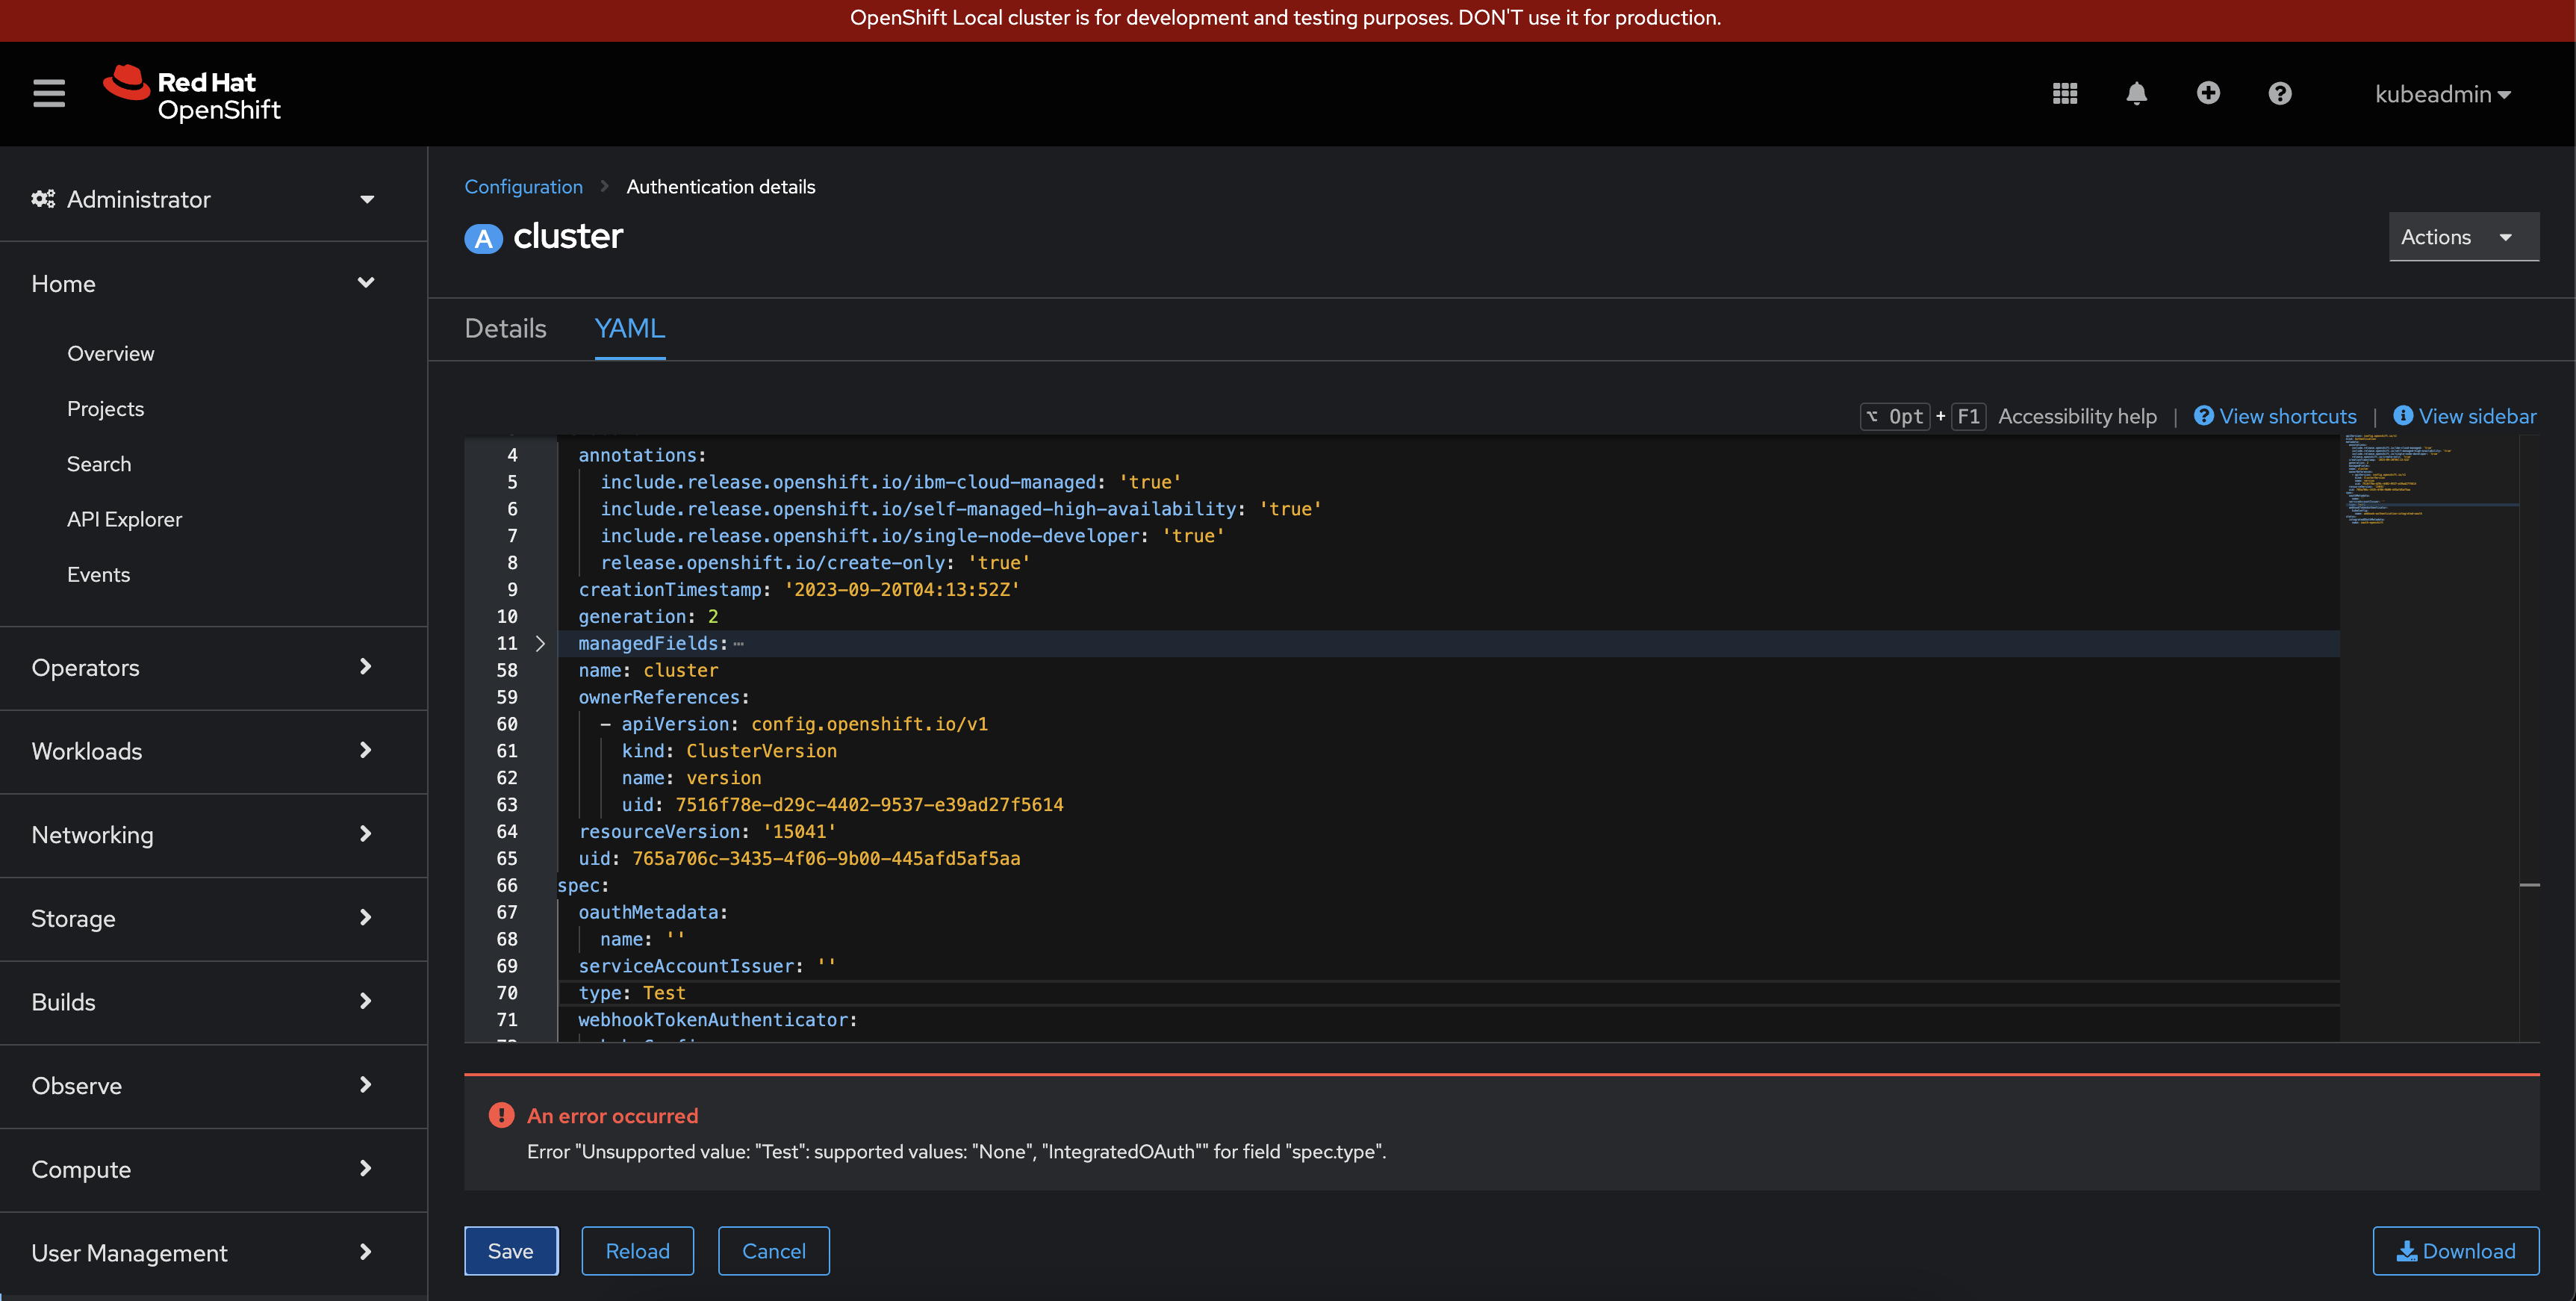 OpenShift Local cluster is for development and testing purposes. DON'T use it for production.
Red Hat
OpenShift
kubeadmin
Administrator
Home
Overview
Projects
Search
API Explorer
Events
Operators
Workloads
Networking
Storage
Builds
Observe
Compute
User Management
Configuration > Authentication details
A cluster
Actions
Details YAML
⌥ Opt + F1 Accessibility help | View shortcuts | View sidebar
4 annotations:
5 include.release.openshift.io/ibm-cloud-managed: 'true'
6 include.release.openshift.io/self-managed-high-availability: 'true'
7 include.release.openshift.io/single-node-developer: 'true'
8 release.openshift.io/create-only: 'true'
9 creationTimestamp: '2023-09-20T04:13:52Z'
10 generation: 2
11 managedFields: ⋯
58 name: cluster
59 ownerReferences:
60 - apiVersion: config.openshift.io/v1
61 kind: ClusterVersion
62 name: version
63 uid: 7516f78e-d29c-4402-9537-e39ad27f5614
64 resourceVersion: '15041'
65 uid: 765a706c-3435-4f06-9b00-445afd5af5aa
66 spec:
67 oauthMetadata:
68 name: ''
69 serviceAccountIssuer: ''
70 type: Test
71 webhookTokenAuthenticator:
An error occurred
Error "Unsupported value: "Test": supported values: "None", "IntegratedOAuth"" for field "spec.type".
Save Reload Cancel Download